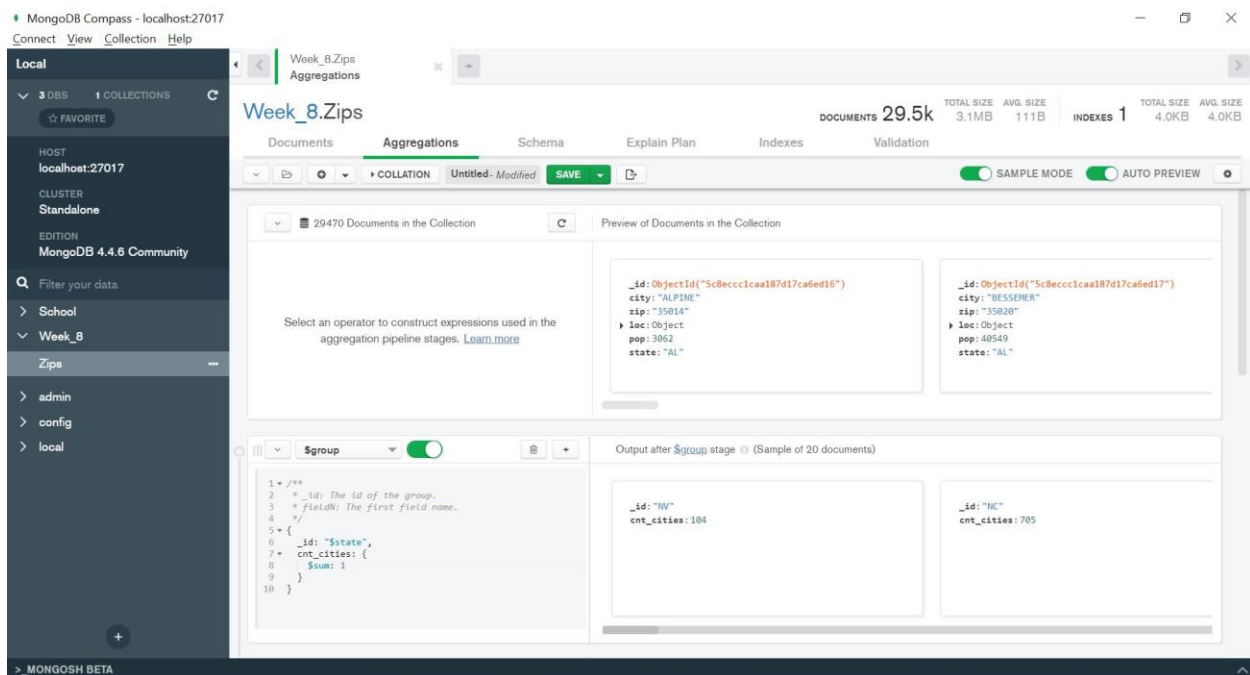 MongoDB Compass - localhost:27017
Connect View Collection Help
Local
3 DBS 1 COLLECTIONS
FAVORITE
HOST
localhost:27017
CLUSTER
Standalone
EDITION
MongoDB 4.4.6 Community
Filter your data
School
Week_8
Zips
admin
config
local
Week_8.Zips
Aggregations
Week_8.Zips
DOCUMENTS 29.5k TOTAL SIZE 3.1MB AVG. SIZE 111B INDEXES 1 TOTAL SIZE 4.0KB AVG. SIZE 4.0KB
Documents Aggregations Schema Explain Plan Indexes Validation
COLLATION Untitled - Modified SAVE SAMPLE MODE AUTO PREVIEW
29470 Documents in the Collection
Preview of Documents in the Collection
Select an operator to construct expressions used in the
aggregation pipeline stages. Learn more
_id:ObjectId("5c8eccc1caa187d17ca6ed16")
city:"ALPINE"
zip:"35014"
loc:Object
pop:3062
state:"AL"
_id:ObjectId("5c8eccc1caa187d17ca6ed17")
city:"BESSEMER"
zip:"35020"
loc:Object
pop:40549
state:"AL"
$group
Output after $group stage (Sample of 20 documents)
1 /**
2 * _id: The id of the group.
3 * fieldN: The first field name.
4 */
5 {
6 _id: "$state",
7 cnt_cities: {
8 $sum: 1
9 }
10 }
_id:"NV"
cnt_cities:104
_id:"NC"
cnt_cities:705
>_MONGOSH BETA